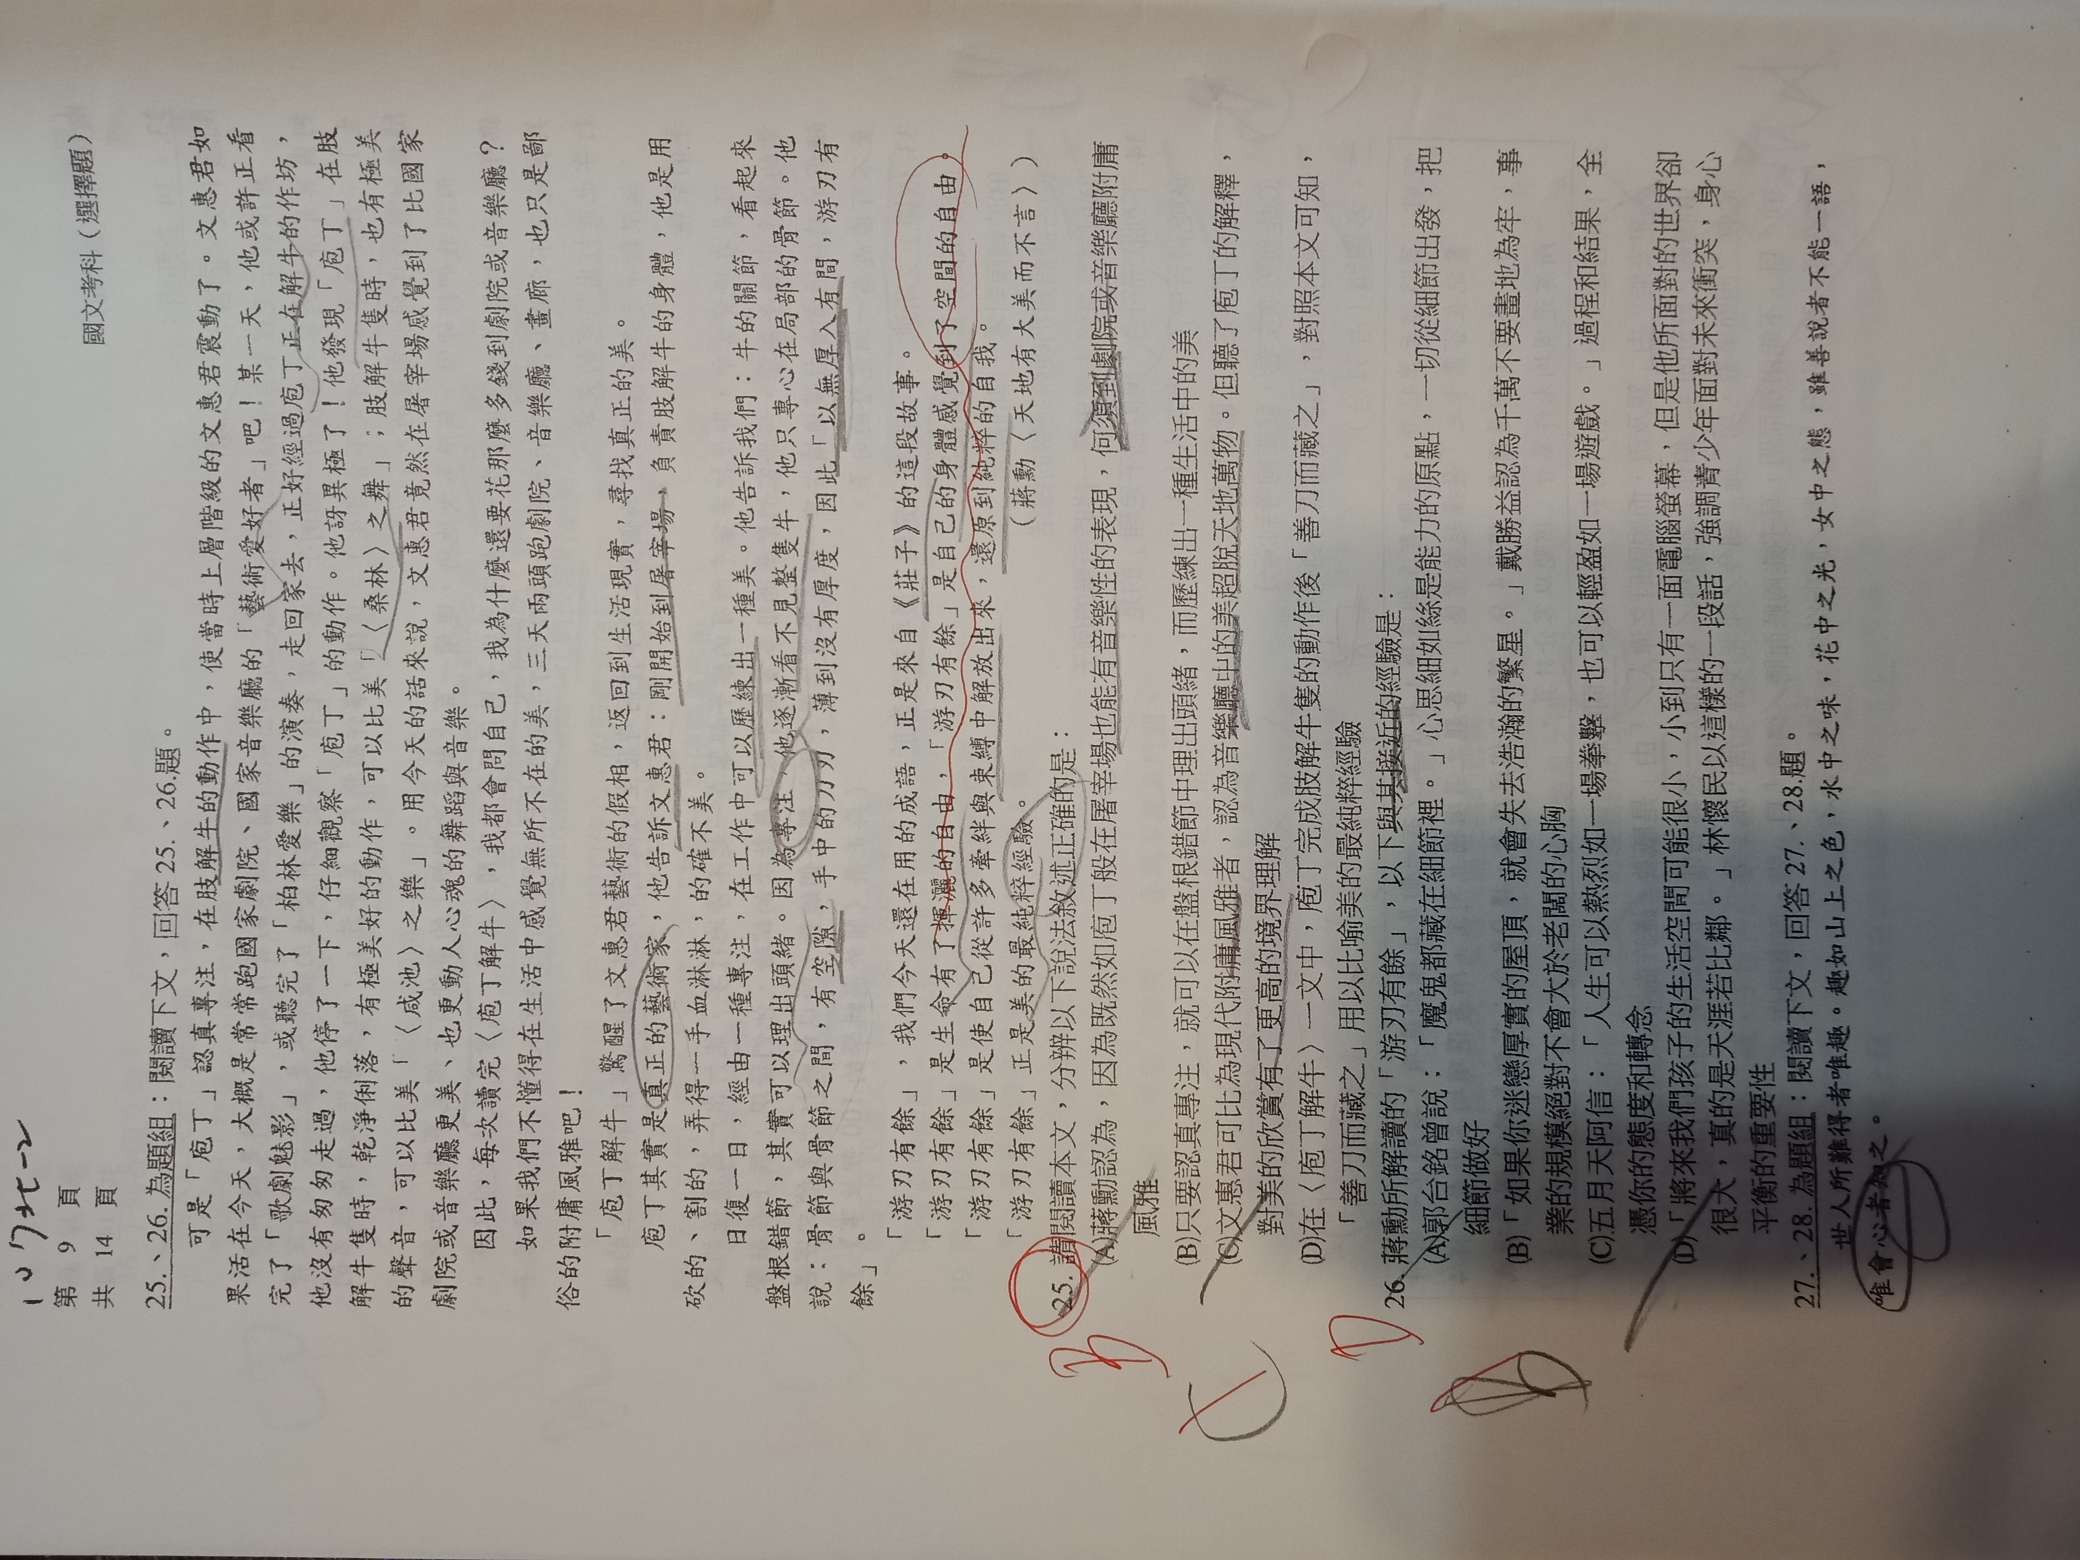 107北-2
第 9 頁
共 14 頁
國文考科（選擇題）
25.、26.為題組：閱讀下文，回答25.、26.題。
可是「庖丁」認真專注，在肢解牛的動作中，使當時上層階級的文惠君震動了。文惠君如
果活在今天，大概是常常跑國家劇院、國家音樂廳的「藝術愛好者」吧！某一天，他或許正看
完了「歌劇魅影」，或聽完了「柏林愛樂」的演奏，走回家去，正好經過庖丁正在解牛的作坊，
他沒有匆匆走過，他停了一下，仔細觀察「庖丁」的動作。他訝異極了！他發現「庖丁」在肢
解牛隻時，乾淨俐落，有極美好的動作，可以比美「〈桑林〉之舞」；肢解牛隻時，也有極美
的聲音，可以比美「〈咸池〉之樂」。用今天的話來說，文惠君竟然在屠宰場感覺到了比國家
劇院或音樂廳更美、也更動人心魂的舞蹈與音樂。
因此，每次讀完〈庖丁解牛〉，我都會問自己，我為什麼還要花那麼多錢到劇院或音樂廳？
如果我們不懂得在生活中感覺無所不在的美，三天兩頭跑劇院、音樂廳、畫廊，也只是鄙
俗的附庸風雅吧！
「庖丁解牛」驚醒了文惠君藝術的假相，返回到生活現實，尋找真正的美。
庖丁其實是真正的藝術家，他告訴文惠君：剛開始到屠宰場，負責肢解牛的身體，他是用
砍的、割的，弄得一手血淋淋，的確不美。
日復一日，經由一種專注，在工作中可以歷練出一種美。他告訴我們：牛的關節，看起來
盤根錯節，其實可以理出頭緒。因為專注，他逐漸看不見整隻牛，他只專心在局部的骨節。他
說：骨節與骨節之間，有空隙，手中的刀刃，薄到沒有厚度，因此「以無厚入有間，游刃有
餘」。
「游刃有餘」，我們今天還在用的成語，正是來自《莊子》的這段故事。
「游刃有餘」是生命有了揮灑的自由，「游刃有餘」是自己的身體感覺到了空間的自由。
「游刃有餘」是使自己從許多牽絆與束縛中解放出來，還原到純粹的自我。
「游刃有餘」正是美的最純粹經驗。
（蔣勳〈天地有大美而不言〉）
25. 請閱讀本文，分辨以下說法敘述正確的是：
(A)蔣勳認為，因為既然如庖丁般在屠宰場也能有音樂性的表現，何須到劇院或音樂廳附庸
風雅
(B)只要認真專注，就可以在盤根錯節中理出頭緒，而歷練出一種生活中的美
(C)文惠君可比為現代附庸風雅者，認為音樂廳中的美超脫天地萬物。但聽了庖丁的解釋，
對美的欣賞有了更高的境界理解
(D)在〈庖丁解牛〉一文中，庖丁完成肢解牛隻的動作後「善刀而藏之」，對照本文可知，
「善刀而藏之」用以比喻美的最純粹經驗
B
C
26. 蔣勳所解讀的「游刃有餘」，以下與其接近的經驗是：
(A)郭台銘曾說：「魔鬼都藏在細節裡。」心思細如絲是能力的原點，一切從細節出發，把
細節做好
(B)「如果你迷戀厚實的屋頂，就會失去浩瀚的繁星。」戴勝益認為千萬不要畫地為牢，事
業的規模絕對不會大於老闆的心胸
(C)五月天阿信：「人生可以熱烈如一場拳擊，也可以輕盈如一場遊戲。」過程和結果，全
憑你的態度和轉念
(D)「將來我們孩子的生活空間可能很小，小到只有一面電腦螢幕，但是他所面對的世界卻
很大，真的是天涯若比鄰。」林懷民以這樣的一段話，強調青少年面對未來衝突，身心
平衡的重要性
D
27.、28.為題組：閱讀下文，回答27.、28.題。
世人所難得者唯趣。趣如山上之色，水中之味，花中之光，女中之態，雖善說者不能一語，
唯會心者知之。